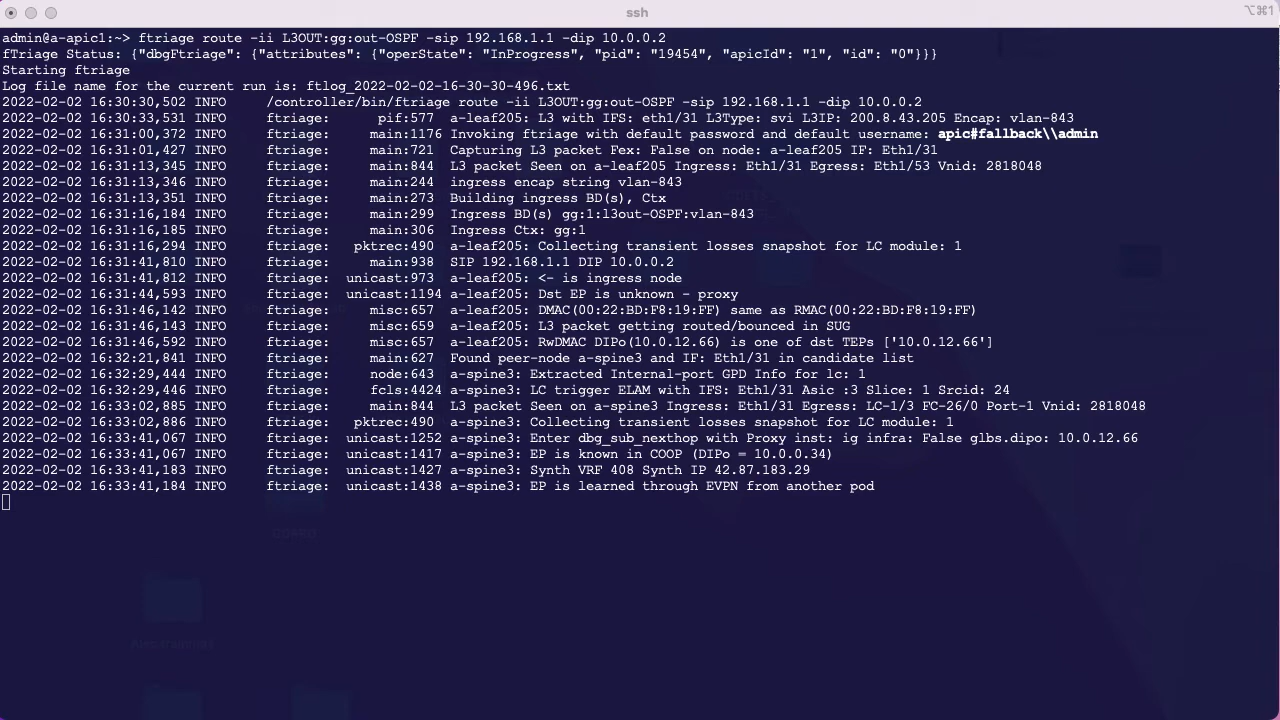 ssh
⌥⌘1
admin@a-apic1:~> ftriage route -ii L3OUT:gg:out-OSPF -sip 192.168.1.1 -dip 10.0.0.2
fTriage Status: {"dbgFtriage": {"attributes": {"operState": "InProgress", "pid": "19454", "apicId": "1", "id": "0"}}}
Starting ftriage
Log file name for the current run is: ftlog_2022-02-02-16-30-30-496.txt
2022-02-02 16:30:30,502 INFO     /controller/bin/ftriage route -ii L3OUT:gg:out-OSPF -sip 192.168.1.1 -dip 10.0.0.2
2022-02-02 16:30:33,531 INFO     ftriage:      pif:577  a-leaf205: L3 with IFS: eth1/31 L3Type: svi L3IP: 200.8.43.205 Encap: vlan-843
2022-02-02 16:31:00,372 INFO     ftriage:     main:1176 Invoking ftriage with default password and default username: apic#fallback\\admin
2022-02-02 16:31:01,427 INFO     ftriage:     main:721  Capturing L3 packet Fex: False on node: a-leaf205 IF: Eth1/31
2022-02-02 16:31:13,345 INFO     ftriage:     main:844  L3 packet Seen on a-leaf205 Ingress: Eth1/31 Egress: Eth1/53 Vnid: 2818048
2022-02-02 16:31:13,346 INFO     ftriage:     main:244  ingress encap string vlan-843
2022-02-02 16:31:13,351 INFO     ftriage:     main:273  Building ingress BD(s), Ctx
2022-02-02 16:31:16,184 INFO     ftriage:     main:299  Ingress BD(s) gg:1:l3out-OSPF:vlan-843
2022-02-02 16:31:16,185 INFO     ftriage:     main:306  Ingress Ctx: gg:1
2022-02-02 16:31:16,294 INFO     ftriage:   pktrec:490  a-leaf205: Collecting transient losses snapshot for LC module: 1
2022-02-02 16:31:41,810 INFO     ftriage:     main:938  SIP 192.168.1.1 DIP 10.0.0.2
2022-02-02 16:31:41,812 INFO     ftriage:  unicast:973  a-leaf205: <- is ingress node
2022-02-02 16:31:44,593 INFO     ftriage:  unicast:1194 a-leaf205: Dst EP is unknown - proxy
2022-02-02 16:31:46,142 INFO     ftriage:     misc:657  a-leaf205: DMAC(00:22:BD:F8:19:FF) same as RMAC(00:22:BD:F8:19:FF)
2022-02-02 16:31:46,143 INFO     ftriage:     misc:659  a-leaf205: L3 packet getting routed/bounced in SUG
2022-02-02 16:31:46,592 INFO     ftriage:     misc:657  a-leaf205: RwDMAC DIPo(10.0.12.66) is one of dst TEPs ['10.0.12.66']
2022-02-02 16:32:21,841 INFO     ftriage:     main:627  Found peer-node a-spine3 and IF: Eth1/31 in candidate list
2022-02-02 16:32:29,444 INFO     ftriage:     node:643  a-spine3: Extracted Internal-port GPD Info for lc: 1
2022-02-02 16:32:29,446 INFO     ftriage:     fcls:4424 a-spine3: LC trigger ELAM with IFS: Eth1/31 Asic :3 Slice: 1 Srcid: 24
2022-02-02 16:33:02,885 INFO     ftriage:     main:844  L3 packet Seen on a-spine3 Ingress: Eth1/31 Egress: LC-1/3 FC-26/0 Port-1 Vnid: 2818048
2022-02-02 16:33:02,886 INFO     ftriage:   pktrec:490  a-spine3: Collecting transient losses snapshot for LC module: 1
2022-02-02 16:33:41,067 INFO     ftriage:  unicast:1252 a-spine3: Enter dbg_sub_nexthop with Proxy inst: ig infra: False glbs.dipo: 10.0.12.66
2022-02-02 16:33:41,067 INFO     ftriage:  unicast:1417 a-spine3: EP is known in COOP (DIPo = 10.0.0.34)
2022-02-02 16:33:41,183 INFO     ftriage:  unicast:1427 a-spine3: Synth VRF 408 Synth IP 42.87.183.29
2022-02-02 16:33:41,184 INFO     ftriage:  unicast:1438 a-spine3: EP is learned through EVPN from another pod